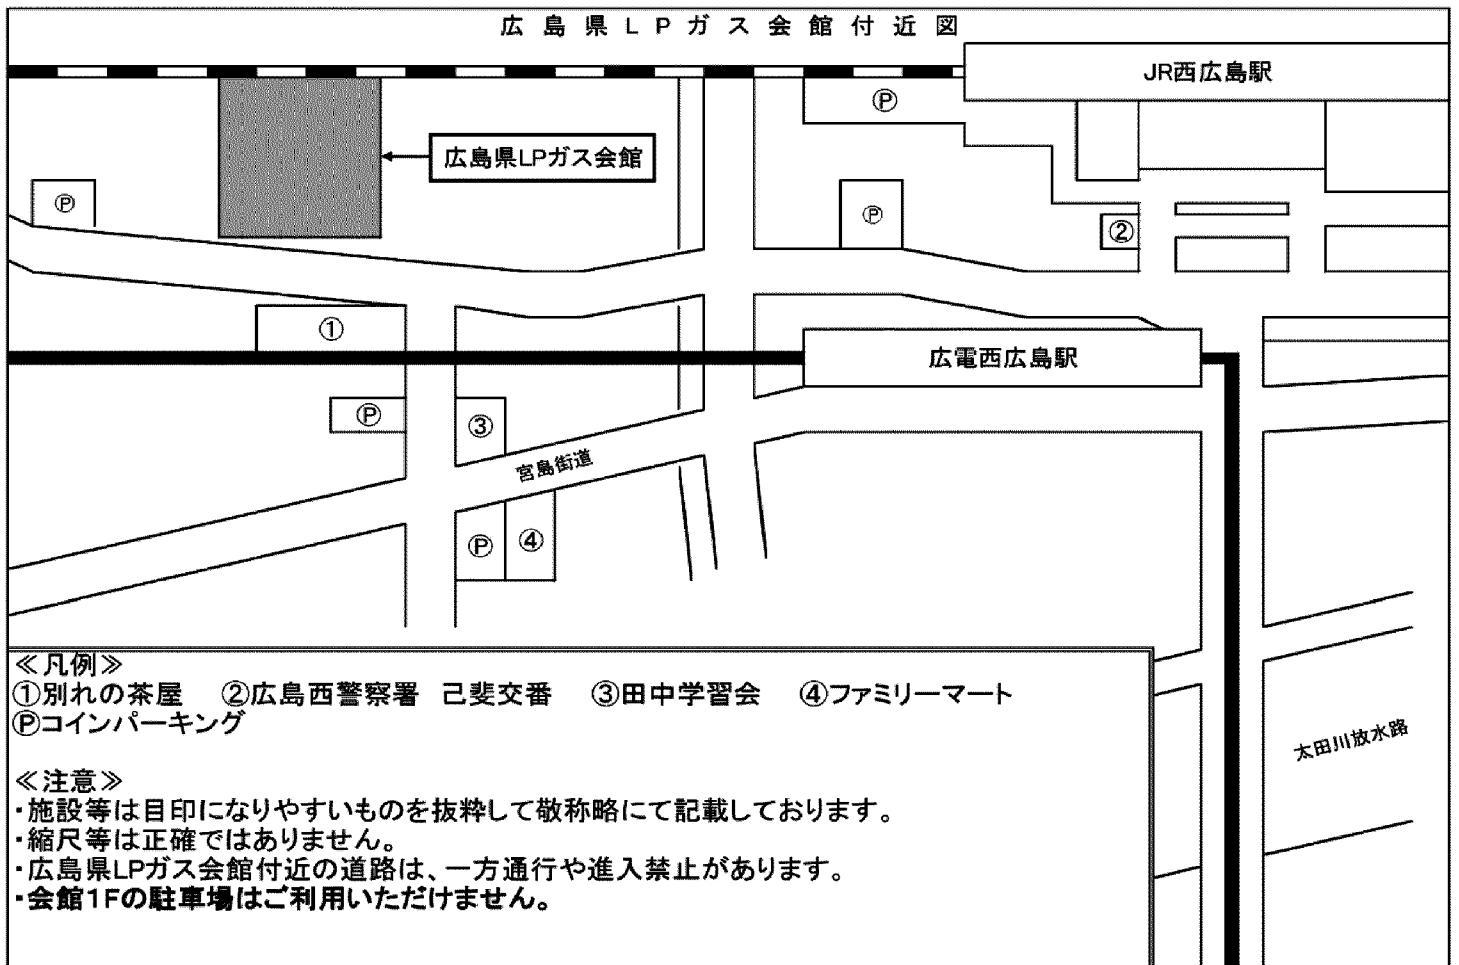 広島県LPガス会館付近図
JR西広島駅
Ⓟ
広島県LPガス会館
Ⓟ
Ⓟ
②
①
広電西広島駅
Ⓟ
③
宮島街道
Ⓟ
④
≪凡例≫
①別れの茶屋 ②広島西警察署 己斐交番 ③田中学習会 ④ファミリーマート
Ⓟコインパーキング
太田川放水路
≪注意≫
・施設等は目印になりやすいものを抜粋して敬称略にて記載しております。
・縮尺等は正確ではありません。
・広島県LPガス会館付近の道路は、一方通行や進入禁止があります。
・会館1Fの駐車場はご利用いただけません。